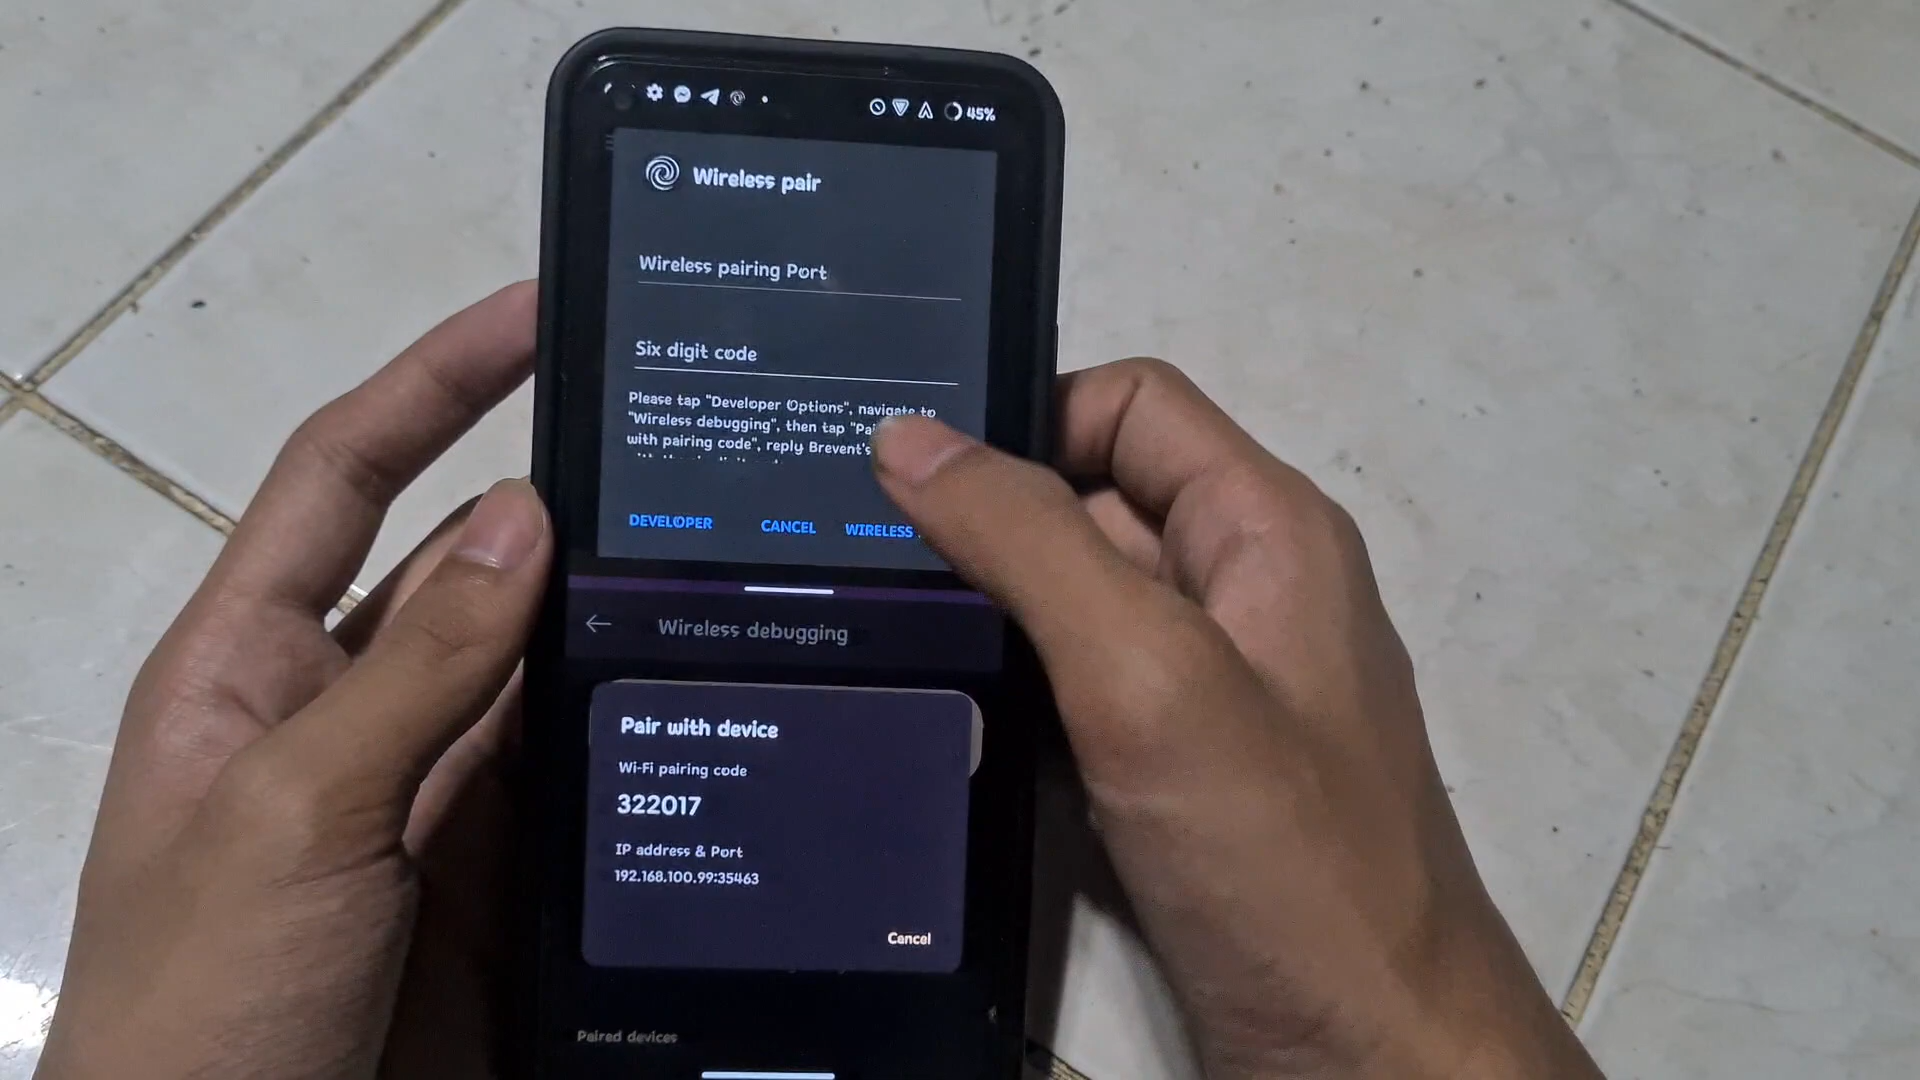 45%
Wireless pair
Wireless pairing Port
Six digit code
Please tap "Developer Options", navigate to
"Wireless debugging", then tap
with pairing code", reply Brevent's
DEVELOPER CANCEL WIRELESS
Wireless debugging
Pair with device
Wi-Fi pairing code
322017
IP address & Port
192.168.100.99:35463
Cancel
Paired devices